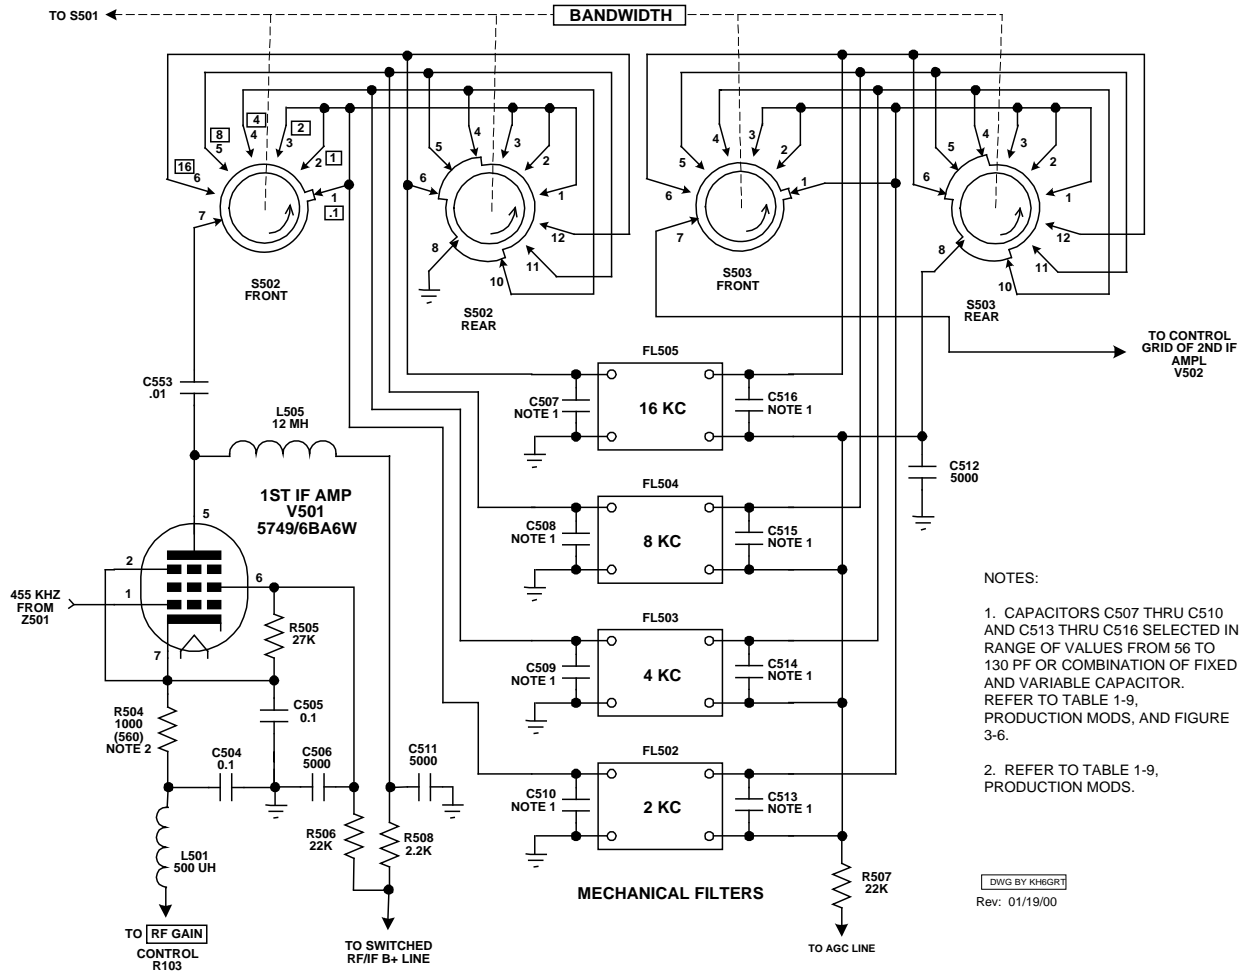 TO S501
BANDWIDTH
16
8
4
2
1
.1
7
6
5
4
3
2
1
S502
FRONT
8
6
5
4
3
2
1
12
11
10
S502
REAR
7
6
5
4
3
2
1
S503
FRONT
8
6
5
4
3
2
1
12
11
10
S503
REAR
TO CONTROL
GRID OF 2ND IF
AMPL
V502
C553
.01
L505
12 MH
1ST IF AMP
V501
5749/6BA6W
5
2
1
6
7
455 KHZ
FROM
Z501
R505
27K
R504
1000
(560)
NOTE 2
C505
0.1
C504
0.1
C506
5000
C511
5000
R506
22K
R508
2.2K
L501
500 UH
TO RF GAIN
CONTROL
R103
TO SWITCHED
RF/IF B+ LINE
FL505
16 KC
C507
NOTE 1
C516
NOTE 1
C512
5000
FL504
8 KC
C508
NOTE 1
C515
NOTE 1
FL503
4 KC
C509
NOTE 1
C514
NOTE 1
FL502
2 KC
C510
NOTE 1
C513
NOTE 1
MECHANICAL FILTERS
R507
22K
TO AGC LINE
NOTES:
1. CAPACITORS C507 THRU C510
AND C513 THRU C516 SELECTED IN
RANGE OF VALUES FROM 56 TO
130 PF OR COMBINATION OF FIXED
AND VARIABLE CAPACITOR.
REFER TO TABLE 1-9,
PRODUCTION MODS, AND FIGURE
3-6.
2. REFER TO TABLE 1-9,
PRODUCTION MODS.
DWG BY KH6GRT
Rev: 01/19/00